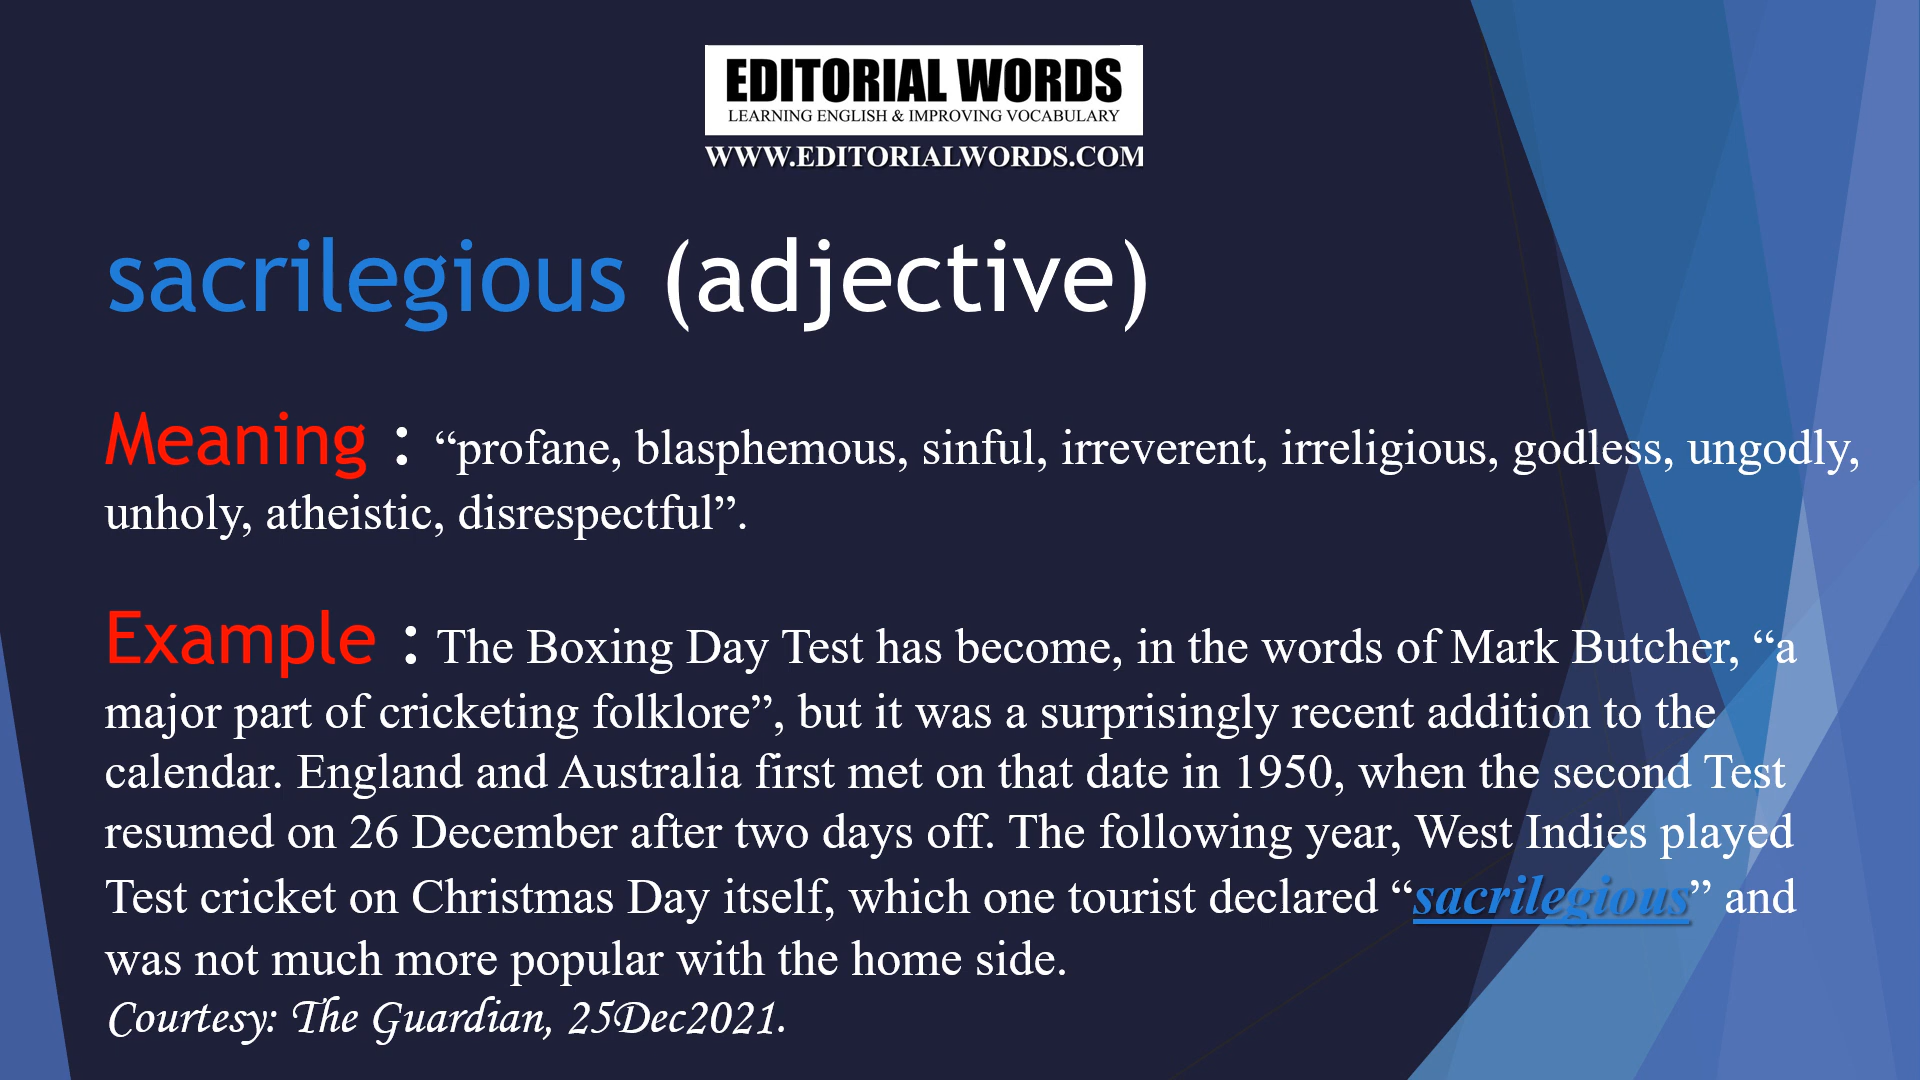 EDITORIAL WORDS
LEARNING ENGLISH & IMPROVING VOCABULARY
WWW.EDITORIALWORDS.COM
sacrilegious (adjective)
Meaning : “profane, blasphemous, sinful, irreverent, irreligious, godless, ungodly,
unholy, atheistic, disrespectful”.
Example : The Boxing Day Test has become, in the words of Mark Butcher, “a
major part of cricketing folklore”, but it was a surprisingly recent addition to the
calendar. England and Australia first met on that date in 1950, when the second Test
resumed on 26 December after two days off. The following year, West Indies played
Test cricket on Christmas Day itself, which one tourist declared “sacrilegious” and
was not much more popular with the home side.
Courtesy: The Guardian, 25Dec2021.